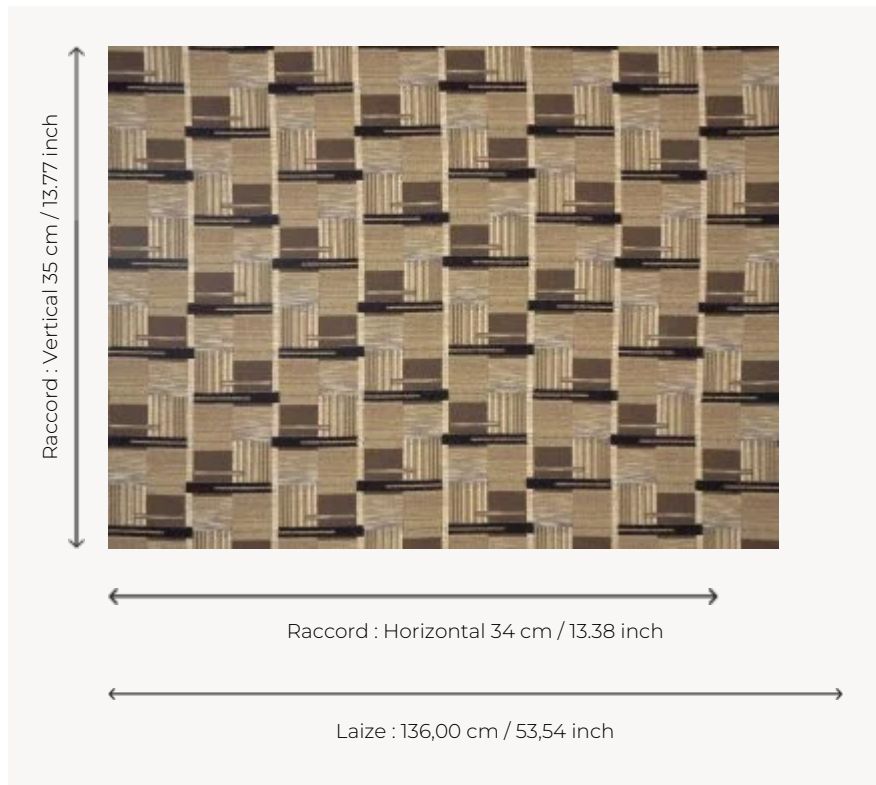 Raccord : Vertical 35 cm / 13.77 inch
Raccord : Horizontal 34 cm / 13.38 inch
Laize : 136,00 cm / 53,54 inch